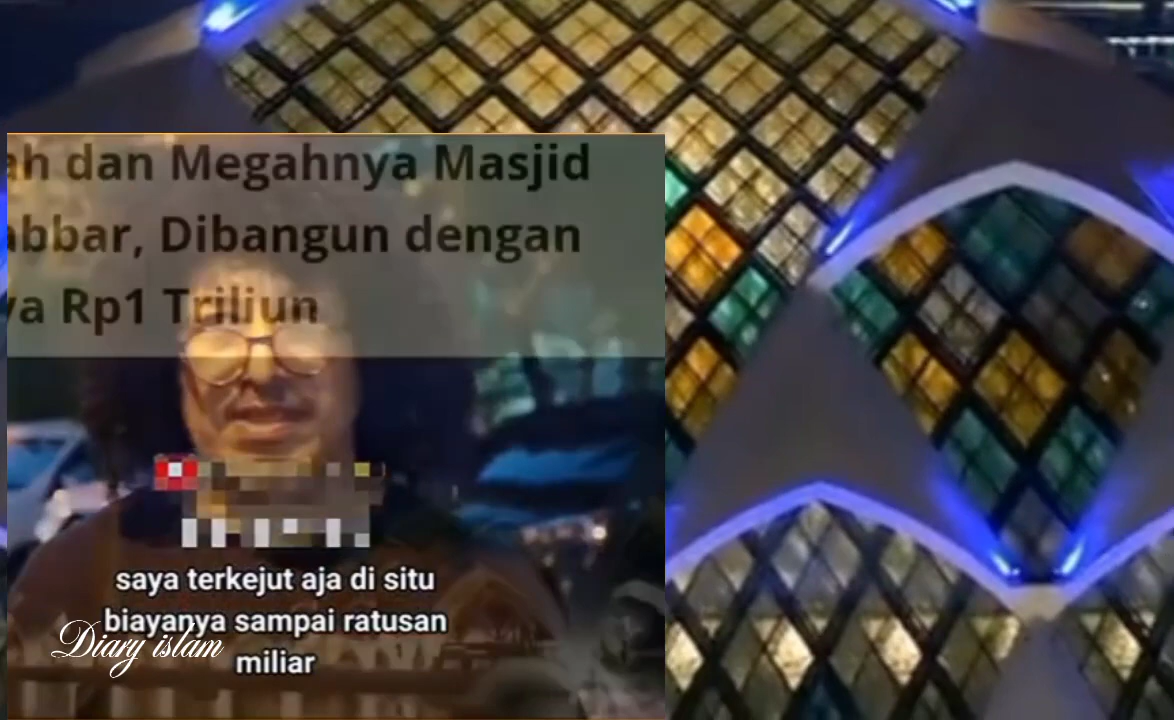 ah dan Megahnya Masjid
abbar, Dibangun dengan
ya Rp1 Triliun
saya terkejut aja di situ
biayanya sampai ratusan
miliar
Diary islam